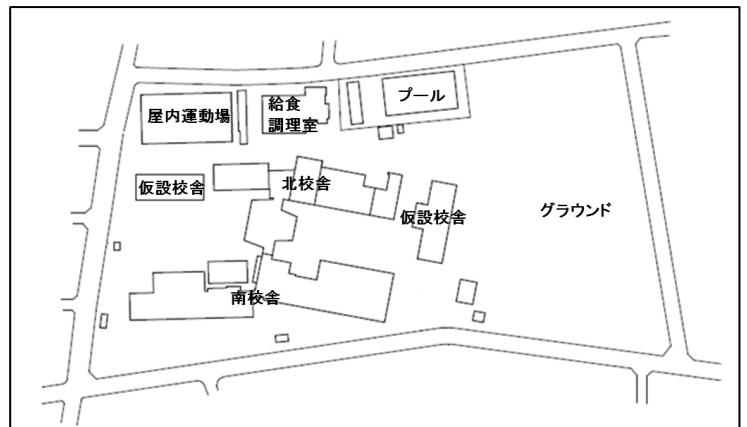 プール
屋内運動場
給食
調理室
仮設校舎
北校舎
仮設校舎
グラウンド
南校舎